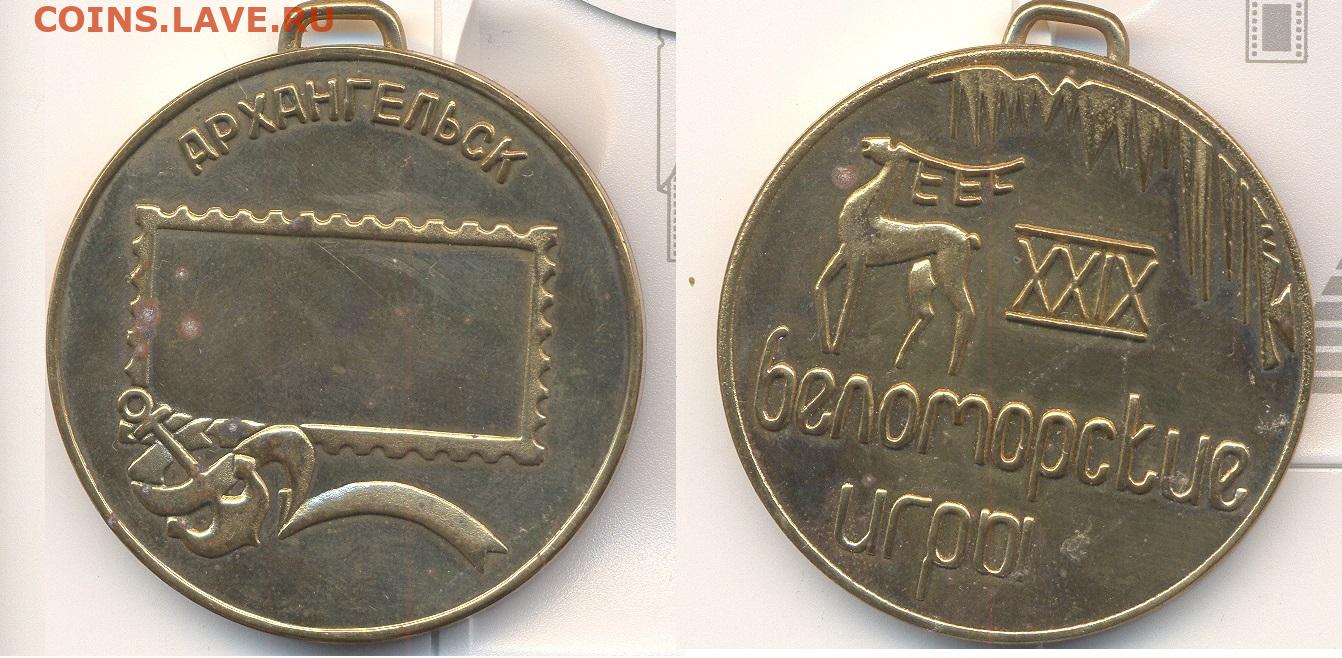 COINS.LAVE.RU
АРХАНГЕЛЬСК
XXIX
Беломорские
игры